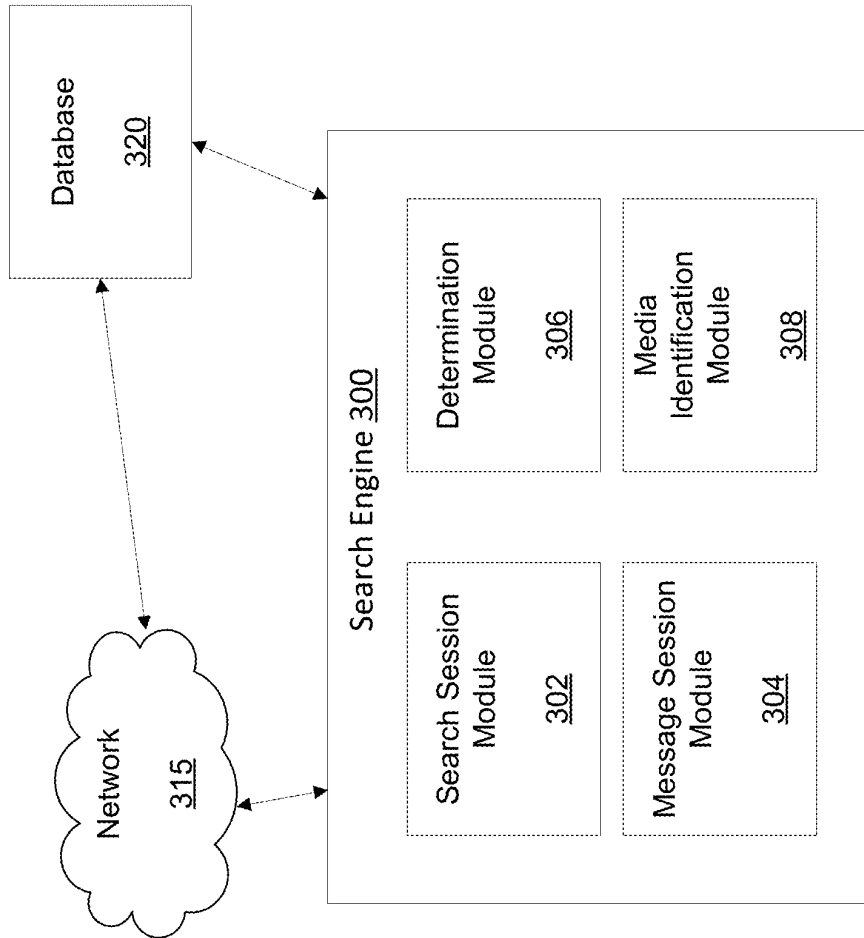 Network
315
Database
320
Search Engine 300
Search Session
Module
302
Determination
Module
306
Message Session
Module
304
Media
Identification
Module
308